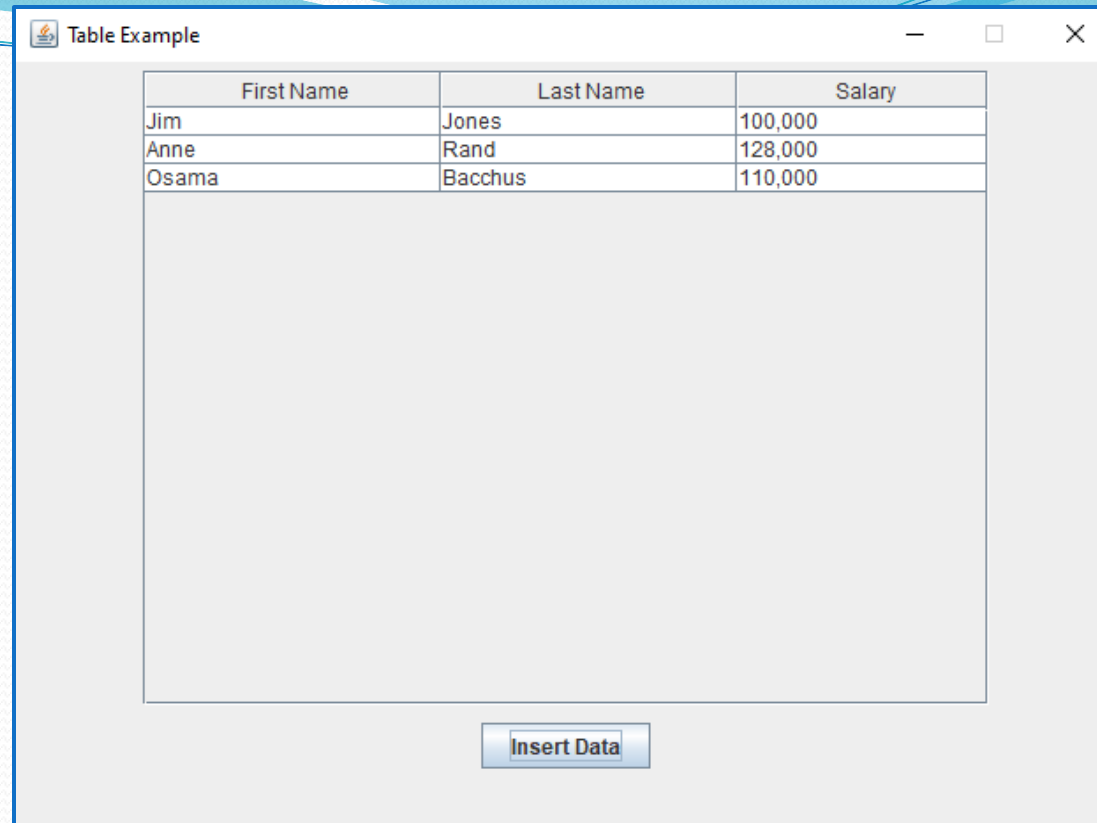 Table Example
First Name Last Name Salary
Jim Jones 100,000
Anne Rand 128,000
Osama Bacchus 110,000
Insert Data